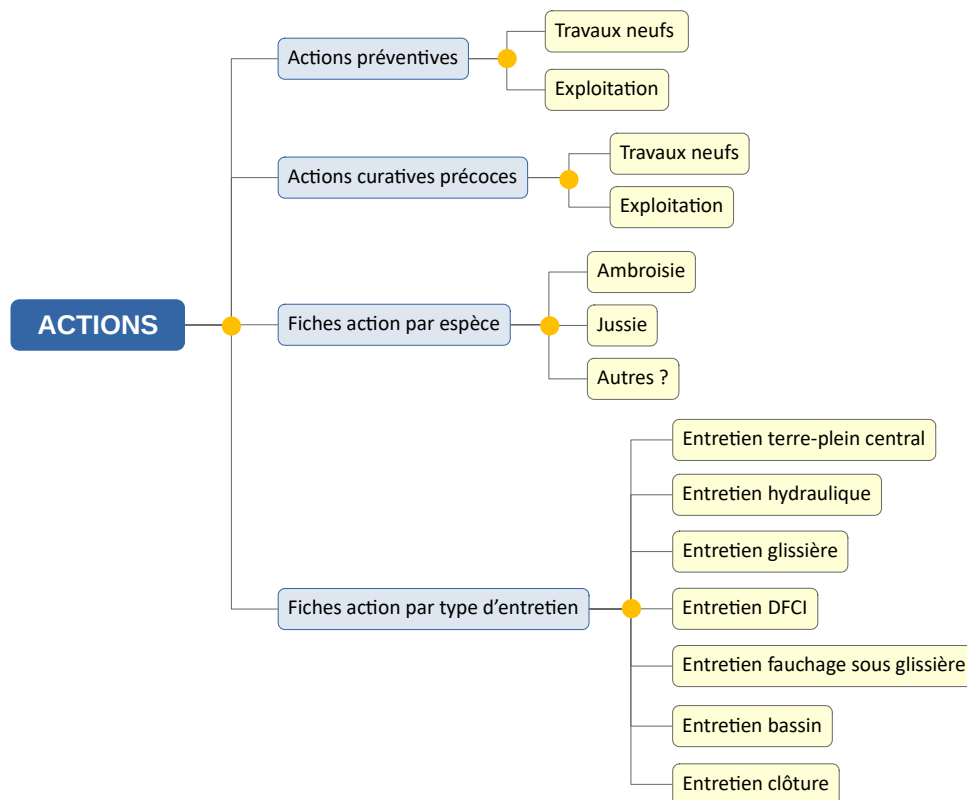 ACTIONS
Actions préventives
Travaux neufs
Exploitation
Actions curatives précoces
Travaux neufs
Exploitation
Fiches action par espèce
Ambroisie
Jussie
Autres ?
Fiches action par type d’entretien
Entretien terre-plein central
Entretien hydraulique
Entretien glissière
Entretien DFCI
Entretien fauchage sous glissière
Entretien bassin
Entretien clôture